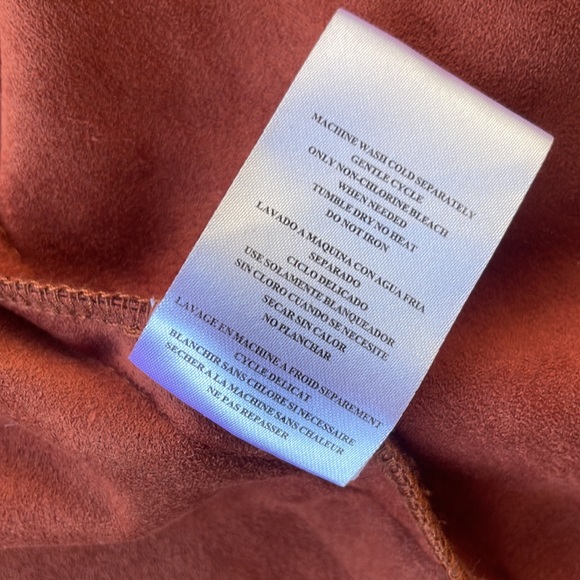 MACHINE WASH COLD SEPARATELY
GENTLE CYCLE
ONLY NON-CHLORINE BLEACH
WHEN NEEDED
TUMBLE DRY NO HEAT
DO NOT IRON
LAVADO A MAQUINA CON AGUA FRIA
SEPARADO
CICLO DELICADO
USE SOLAMENTE BLANQUEADOR
SIN CLORO CUANDO SE NECESITE
SECAR SIN CALOR
NO PLANCHAR
LAVAGE EN MACHINE A FROID SEPAREMENT
CYCLE DELICAT
BLANCHIR SANS CHLORE SI NECESSAIRE
SECHER A LA MACHINE SANS CHALEUR
NE PAS REPASSER